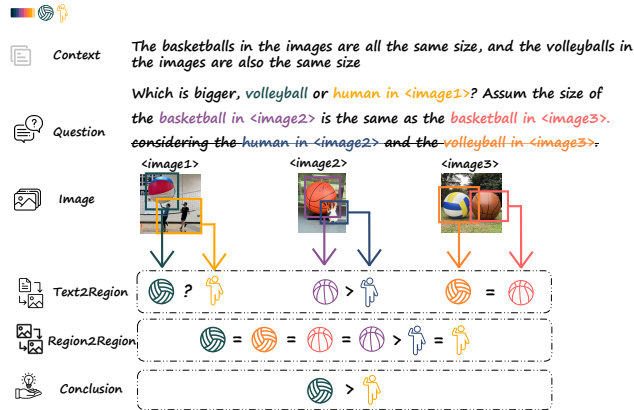 Context
The basketballs in the images are all the same size, and the volleyballs in
the images are also the same size
Question
Which is bigger, volleyball or human in <image1>? Assum the size of
the basketball in <image2> is the same as the basketball in <image3>.
considering the human in <image2> and the volleyball in <image3>.
Image
<image1>
<image2>
<image3>
Text2Region
? > =
Region2Region
= = = > =
Conclusion
>